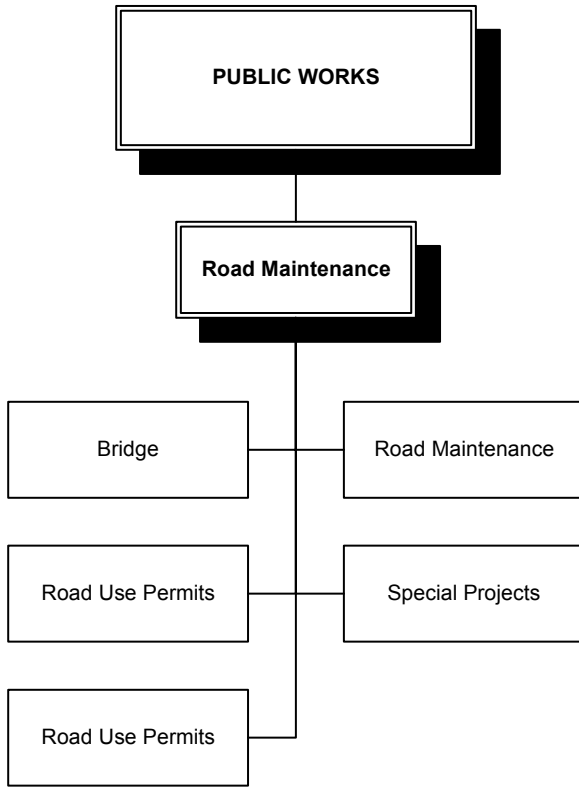 PUBLIC WORKS
Road Maintenance
Bridge
Road Maintenance
Road Use Permits
Special Projects
Road Use Permits